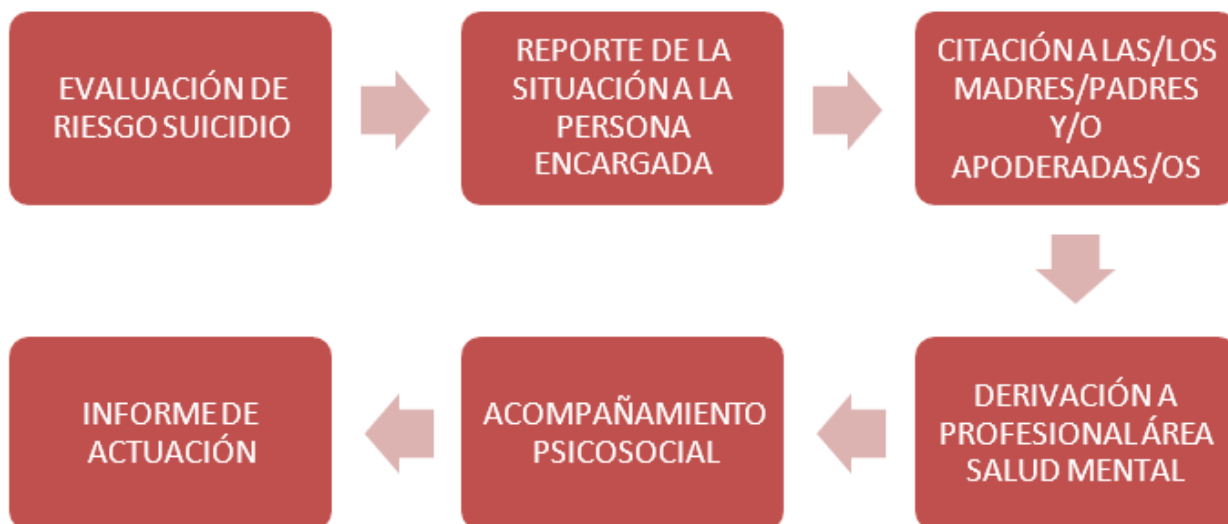 EVALUACIÓN DE
RIESGO SUICIDIO
REPORTE DE LA
SITUACIÓN A LA
PERSONA
ENCARGADA
CITACIÓN A LAS/LOS
MADRES/PADRES
Y/O
APODERADAS/OS
DERIVACIÓN A
PROFESIONAL ÁREA
SALUD MENTAL
ACOMPAÑAMIENTO
PSICOSOCIAL
INFORME DE
ACTUACIÓN